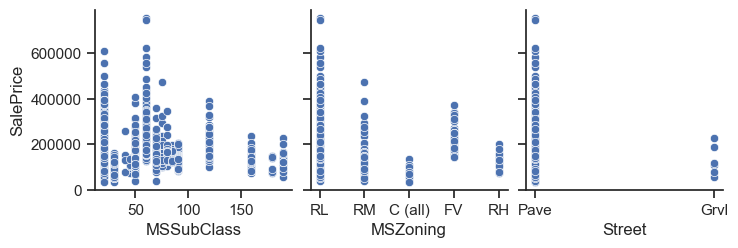 SalePrice
600000
400000
200000
0
50 100 150
MSSubClass
RL RM C (all) FV RH
MSZoning
Pave Grvl
Street